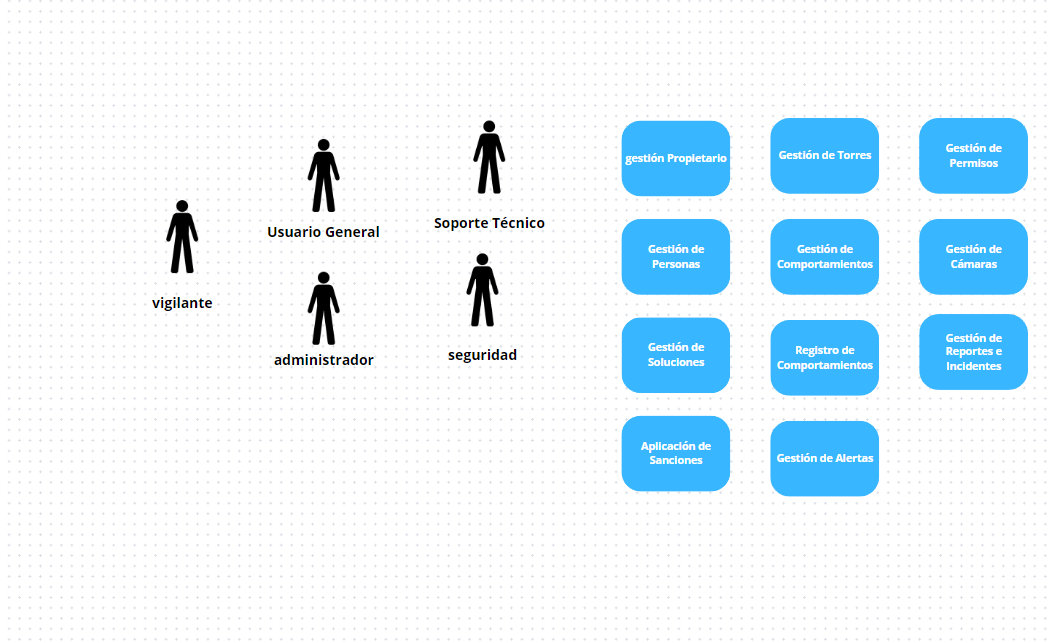 Usuario General
Soporte Técnico
vigilante
administrador
seguridad
gestión Propietario
Gestión de Torres
Gestión de
Permisos
Gestión de
Personas
Gestión de
Comportamientos
Gestión de
Cámaras
Gestión de
Soluciones
Registro de
Comportamientos
Gestión de
Reportes e
Incidentes
Aplicación de
Sanciones
Gestión de Alertas